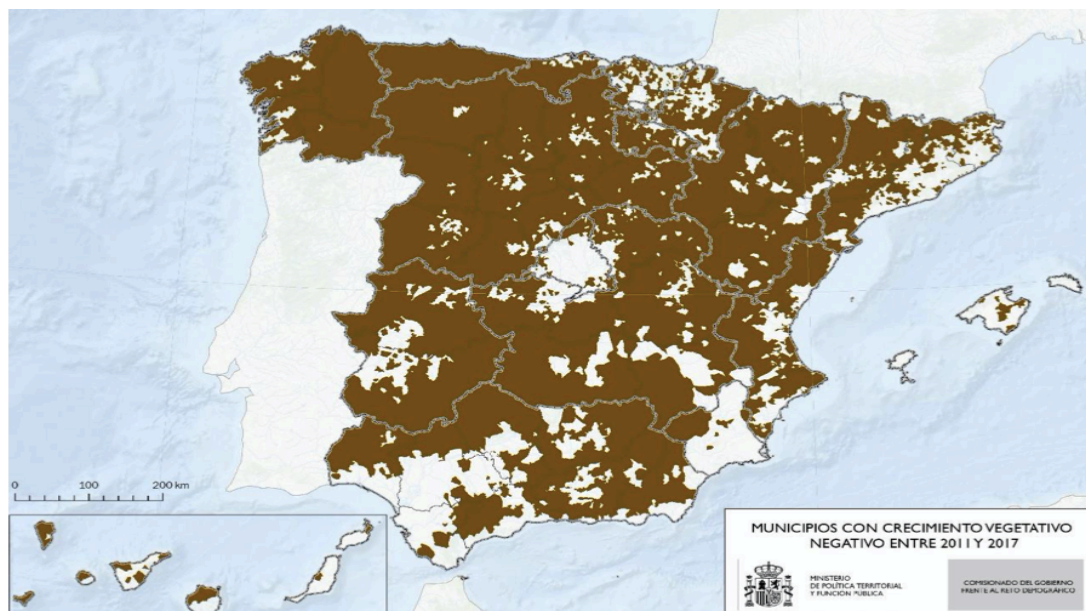 0 100 200 km
MUNICIPIOS CON CRECIMIENTO VEGETATIVO
NEGATIVO ENTRE 2011 Y 2017
MINISTERIO
DE POLÍTICA TERRITORIAL
Y FUNCIÓN PÚBLICA
COMISIONADO DEL GOBIERNO
FRENTE AL RETO DEMOGRÁFICO